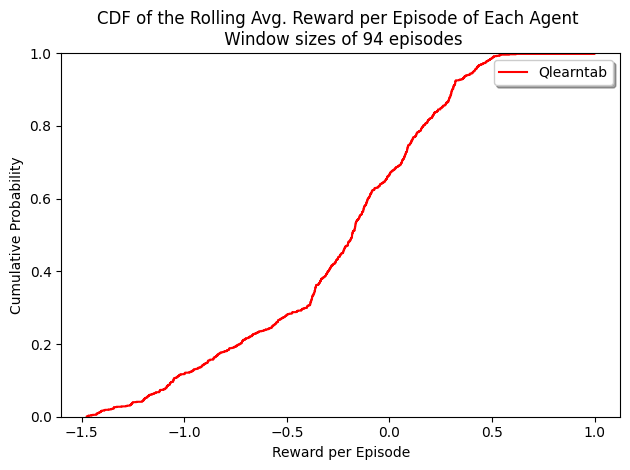 CDF of the Rolling Avg. Reward per Episode of Each Agent
Window sizes of 94 episodes
Qlearntab
Cumulative Probability
1.0
0.8
0.6
0.4
0.2
0.0
−1.5 −1.0 −0.5 0.0 0.5 1.0
Reward per Episode